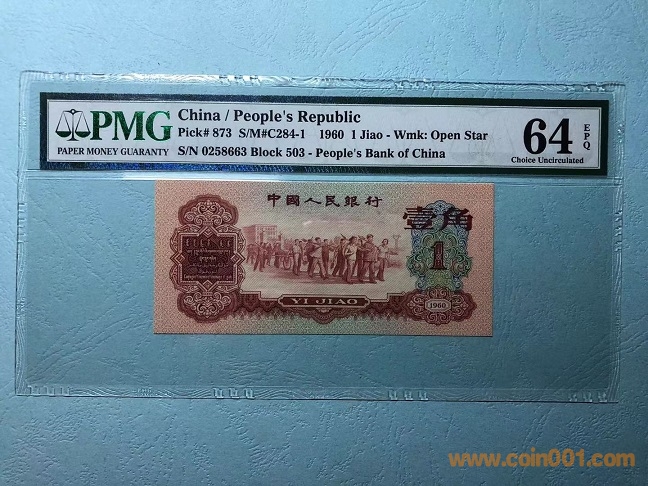 PMG
PAPER MONEY GUARANTY
China / People's Republic
Pick# 873 S/M#C284-1 1960 1 Jiao - Wmk: Open Star
S/N 0258663 Block 503 - People's Bank of China
64 EPQ
Choice Uncirculated
中國人民銀行
壹角
1
YI JIAO
1960
www.coin001.com